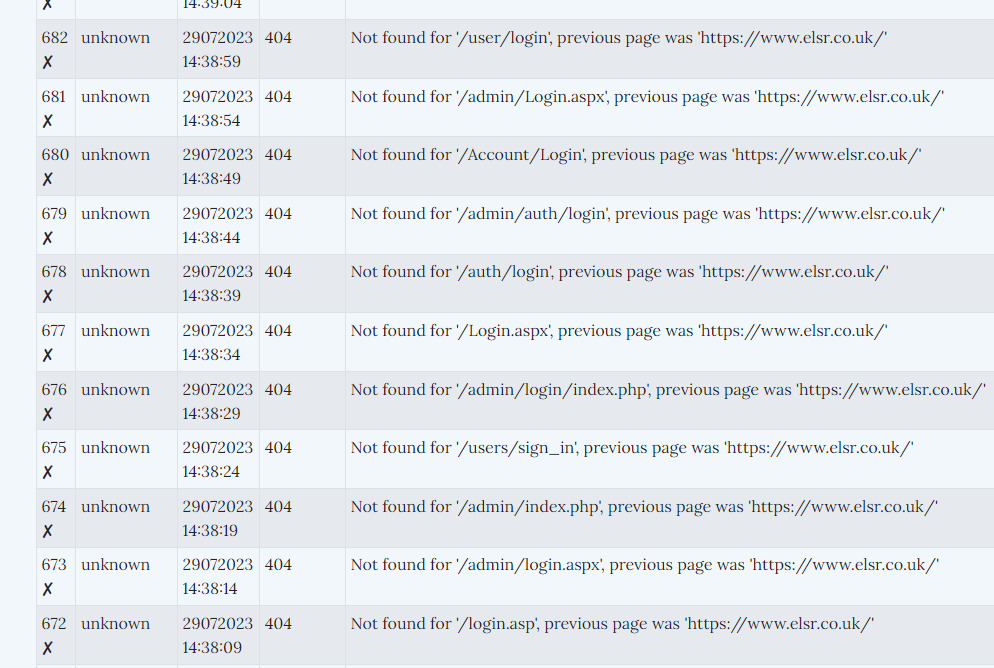 14:39:04
✗
682 unknown 29072023 404 Not found for '/user/login', previous page was 'https://www.elsr.co.uk/'
✗ 14:38:59
681 unknown 29072023 404 Not found for '/admin/Login.aspx', previous page was 'https://www.elsr.co.uk/'
✗ 14:38:54
680 unknown 29072023 404 Not found for '/Account/Login', previous page was 'https://www.elsr.co.uk/'
✗ 14:38:49
679 unknown 29072023 404 Not found for '/admin/auth/login', previous page was 'https://www.elsr.co.uk/'
✗ 14:38:44
678 unknown 29072023 404 Not found for '/auth/login', previous page was 'https://www.elsr.co.uk/'
✗ 14:38:39
677 unknown 29072023 404 Not found for '/Login.aspx', previous page was 'https://www.elsr.co.uk/'
✗ 14:38:34
676 unknown 29072023 404 Not found for '/admin/login/index.php', previous page was 'https://www.elsr.co.uk/'
✗ 14:38:29
675 unknown 29072023 404 Not found for '/users/sign_in', previous page was 'https://www.elsr.co.uk/'
✗ 14:38:24
674 unknown 29072023 404 Not found for '/admin/index.php', previous page was 'https://www.elsr.co.uk/'
✗ 14:38:19
673 unknown 29072023 404 Not found for '/admin/login.aspx', previous page was 'https://www.elsr.co.uk/'
✗ 14:38:14
672 unknown 29072023 404 Not found for '/login.asp', previous page was 'https://www.elsr.co.uk/'
✗ 14:38:09